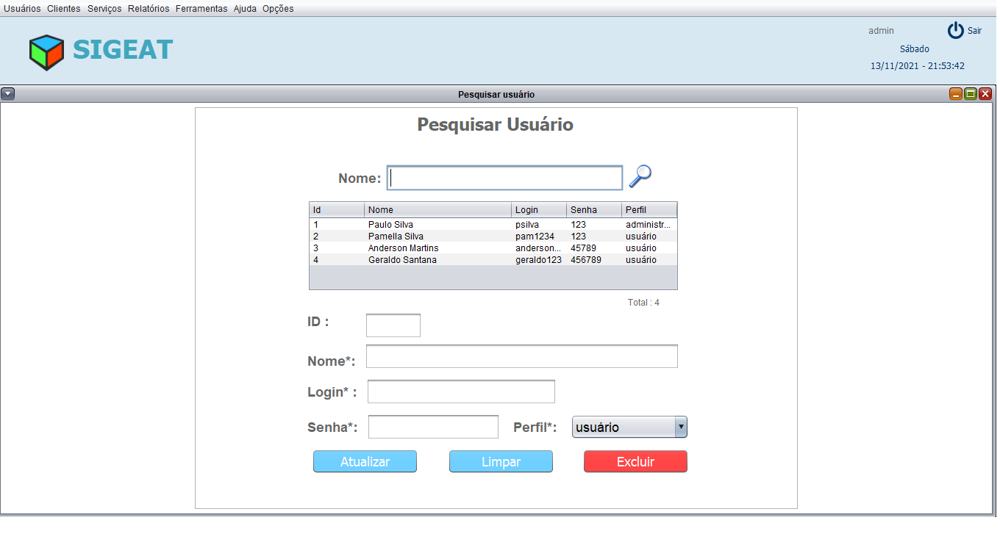 Usuários Clientes Serviços Relatórios Ferramentas Ajuda Opções
SIGEAT
admin
Sair
Sábado
13/11/2021 - 21:53:42
Pesquisar usuário
Pesquisar Usuário
Nome:
Id Nome Login Senha Perfil
1 Paulo Silva psilva 123 administr...
2 Pamella Silva pam1234 123 usuário
3 Anderson Martins anderson... 45789 usuário
4 Geraldo Santana geraldo123 456789 usuário
Total : 4
ID :
Nome*:
Login* :
Senha*: Perfil*: usuário
Atualizar Limpar Excluir